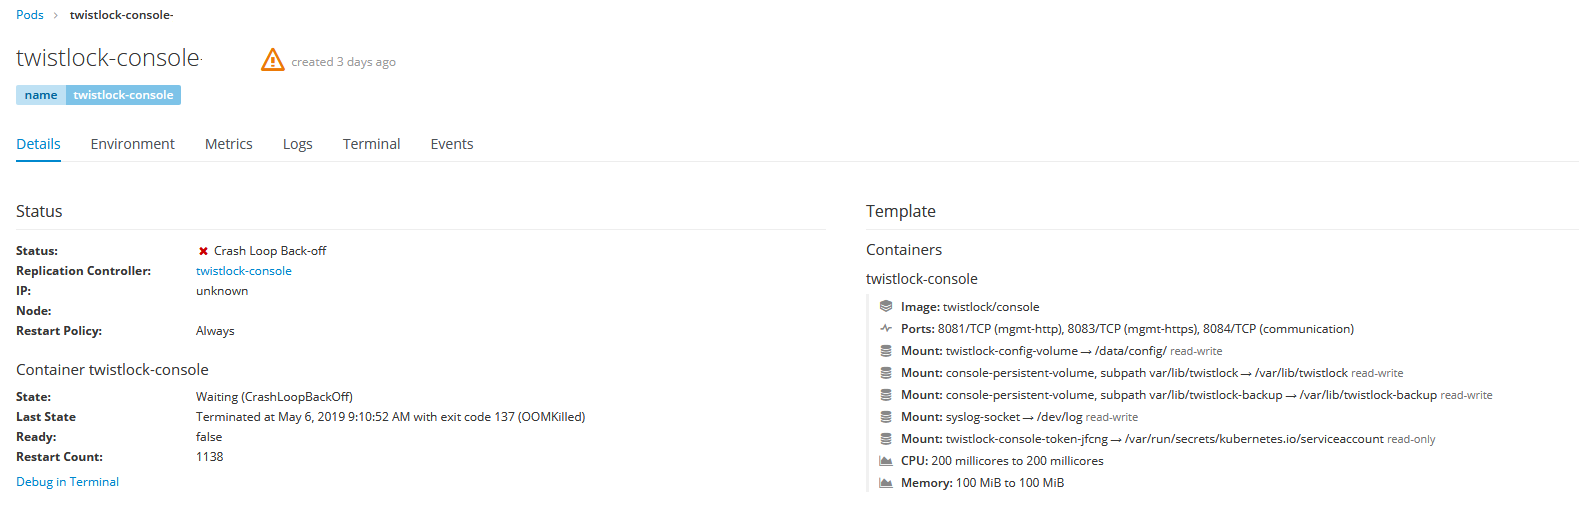 Pods > twistlock-console-
twistlock-console-
created 3 days ago
name twistlock-console
Details Environment Metrics Logs Terminal Events
Status
Status: Crash Loop Back-off
Replication Controller: twistlock-console
IP: unknown
Node:
Restart Policy: Always
Container twistlock-console
State: Waiting (CrashLoopBackOff)
Last State Terminated at May 6, 2019 9:10:52 AM with exit code 137 (OOMKilled)
Ready: false
Restart Count: 1138
Debug in Terminal
Template
Containers
twistlock-console
Image: twistlock/console
Ports: 8081/TCP (mgmt-http), 8083/TCP (mgmt-https), 8084/TCP (communication)
Mount: twistlock-config-volume → /data/config/ read-write
Mount: console-persistent-volume, subpath var/lib/twistlock → /var/lib/twistlock read-write
Mount: console-persistent-volume, subpath var/lib/twistlock-backup → /var/lib/twistlock-backup read-write
Mount: syslog-socket → /dev/log read-write
Mount: twistlock-console-token-jfcng → /var/run/secrets/kubernetes.io/serviceaccount read-only
CPU: 200 millicores to 200 millicores
Memory: 100 MiB to 100 MiB